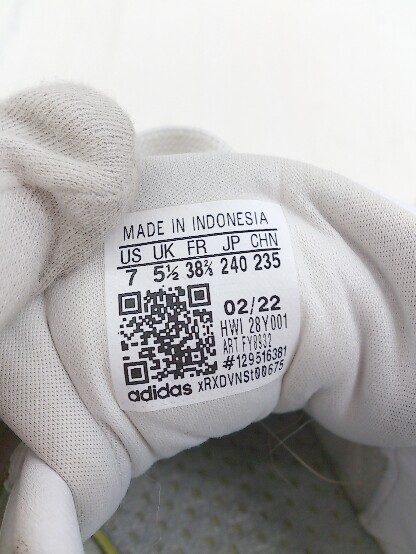 MADE IN INDONESIA
US UK FR JP CHN
7 5½ 38⅔ 240 235
02/22
HWI 28Y001
ART FY8932
#129516381
adidas xRXDVNSt00675